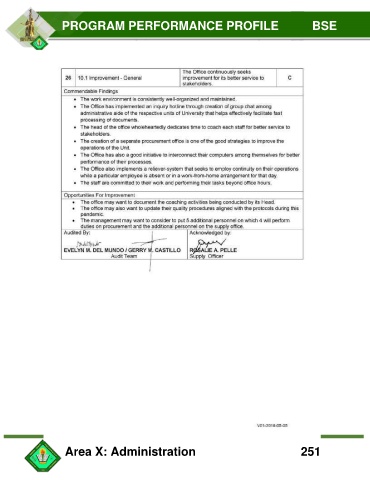 PROGRAM PERFORMANCE PROFILE BSE
26 10.1 Improvement - General The Office continuously seeks improvement for its better service to stakeholders. C
Commendable Findings
• The work environment is consistently well-organized and maintained.
• The Office has implemented an inquiry hotline through creation of group chat among
administrative aide of the respective units of University that helps effectively facilitate fast
processing of documents.
• The head of the office wholeheartedly dedicates time to coach each staff for better service to
stakeholders.
• The creation of a separate procurement office is one of the good strategies to improve the
operations of the Unit.
• The Office has also a good initiative to interconnect their computers among themselves for better
performance of their processes.
• The Office also implements a reliever system that seeks to employ continuity on their operations
while a particular employee is absent or in a work-from-home arrangement for that day.
• The staff are committed to their work and performing their tasks beyond office hours.
Opportunities For Improvement
• The office may want to document the coaching activities being conducted by its Head.
• The office may also want to update their quality procedures aligned with the protocols during this
pandemic.
• The management may want to consider to put 5 additional personnel on which 4 will perform
duties on procurement and the additional personnel on the supply office.
Audited By: Acknowledged by:
EVELYN M. DEL MUNDO / GERRY M. CASTILLO ROSALIE A. PELLE
Audit Team Supply Officer
Area X: Administration 251